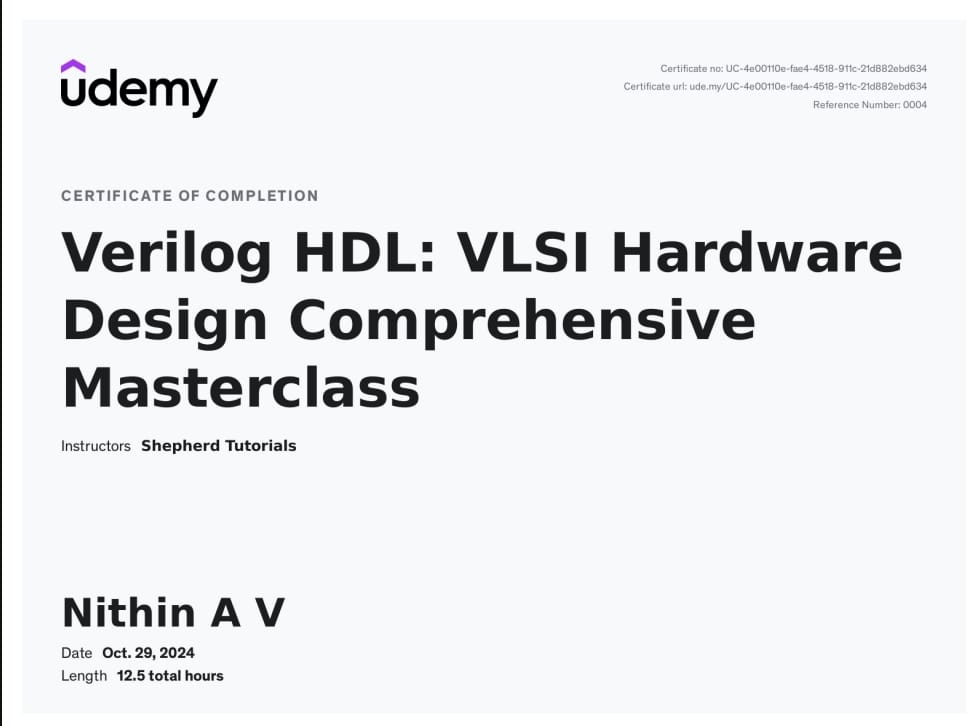 udemy
Certificate no: UC-4e00110e-fae4-4518-911c-21d882ebd634
Certificate url: ude.my/UC-4e00110e-fae4-4518-911c-21d882ebd634
Reference Number: 0004
CERTIFICATE OF COMPLETION
Verilog HDL: VLSI Hardware
Design Comprehensive
Masterclass
Instructors Shepherd Tutorials
Nithin A V
Date Oct. 29, 2024
Length 12.5 total hours